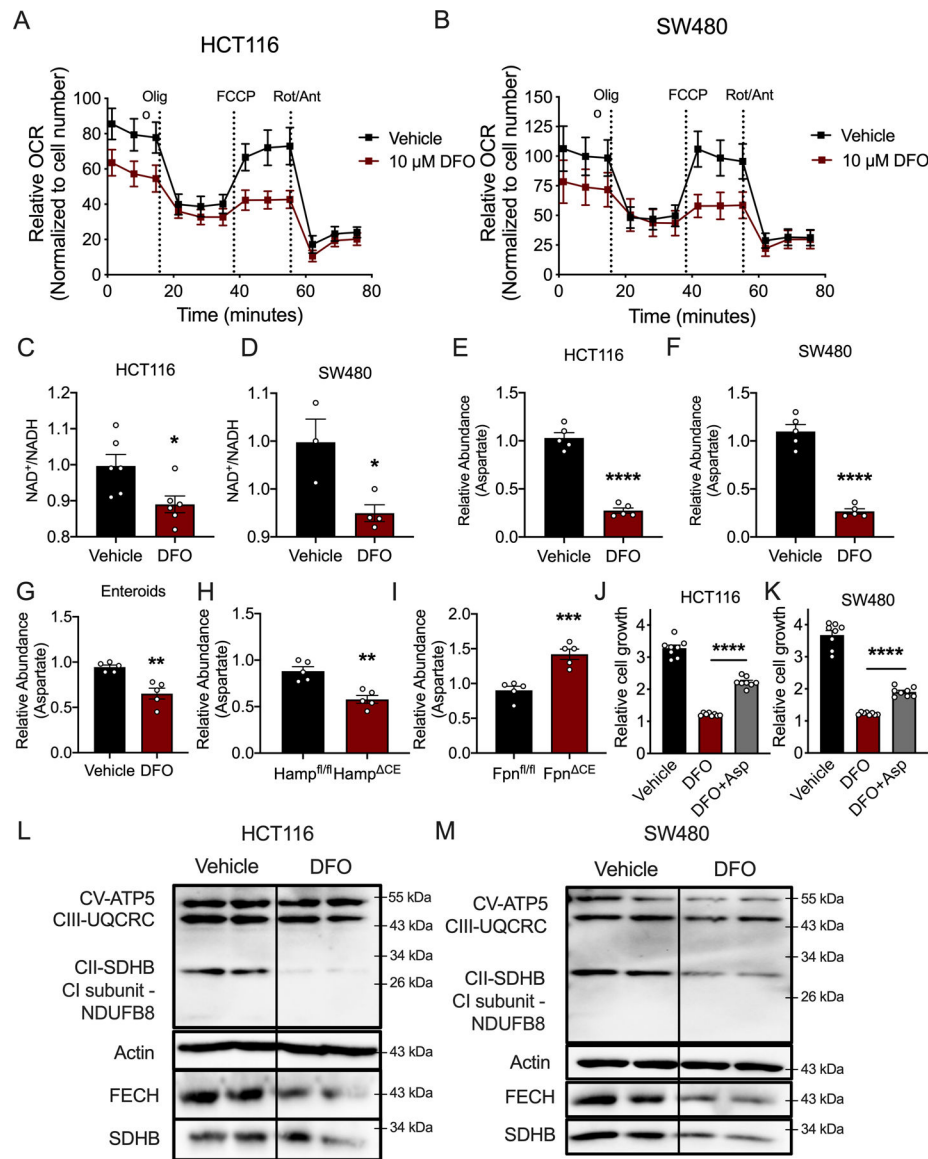 A
HCT116
Relative OCR
(Normalized to cell number)
100
80
60
40
20
0
Oligo
FCCP
Rot/Ant
Vehicle
10 µM DFO
0 20 40 60 80
Time (minutes)
B
SW480
Relative OCR
(Normalized to cell number)
150
125
100
75
50
25
0
Oligo
FCCP
Rot/Ant
Vehicle
10 µM DFO
0 20 40 60 80
Time (minutes)
C
HCT116
NAD+/NADH
1.2
1.1
1.0
0.9
0.8
*
Vehicle DFO
D
SW480
NAD+/NADH
1.1
1.0
1.0
0.9
*
Vehicle DFO
E
HCT116
Relative Abundance
(Aspartate)
1.5
1.0
0.5
0.0
****
Vehicle DFO
F
SW480
Relative Abundance
(Aspartate)
1.5
1.0
0.5
0.0
****
Vehicle DFO
G
Enteroids
Relative Abundance
(Aspartate)
1.5
1.0
0.5
0.0
**
Vehicle DFO
H
Relative Abundance
(Aspartate)
1.5
1.0
0.5
0.0
**
Hampfl/fl HampΔCE
I
Relative Abundance
(Aspartate)
2.0
1.5
1.0
0.5
0.0
***
Fpnfl/fl FpnΔCE
J
HCT116
Relative cell growth
4
3
2
1
0
****
Vehicle
DFO
DFO+Asp
K
SW480
Relative cell growth
4
3
2
1
0
****
Vehicle
DFO
DFO+Asp
L
HCT116
Vehicle DFO
CV-ATP5
CIII-UQCRC
CII-SDHB
CI subunit -
NDUFB8
55 kDa
43 kDa
34 kDa
26 kDa
Actin
43 kDa
FECH
43 kDa
SDHB
34 kDa
M
SW480
Vehicle DFO
CV-ATP5
CIII-UQCRC
CII-SDHB
CI subunit -
NDUFB8
55 kDa
43 kDa
34 kDa
26 kDa
Actin
43 kDa
FECH
43 kDa
SDHB
34 kDa